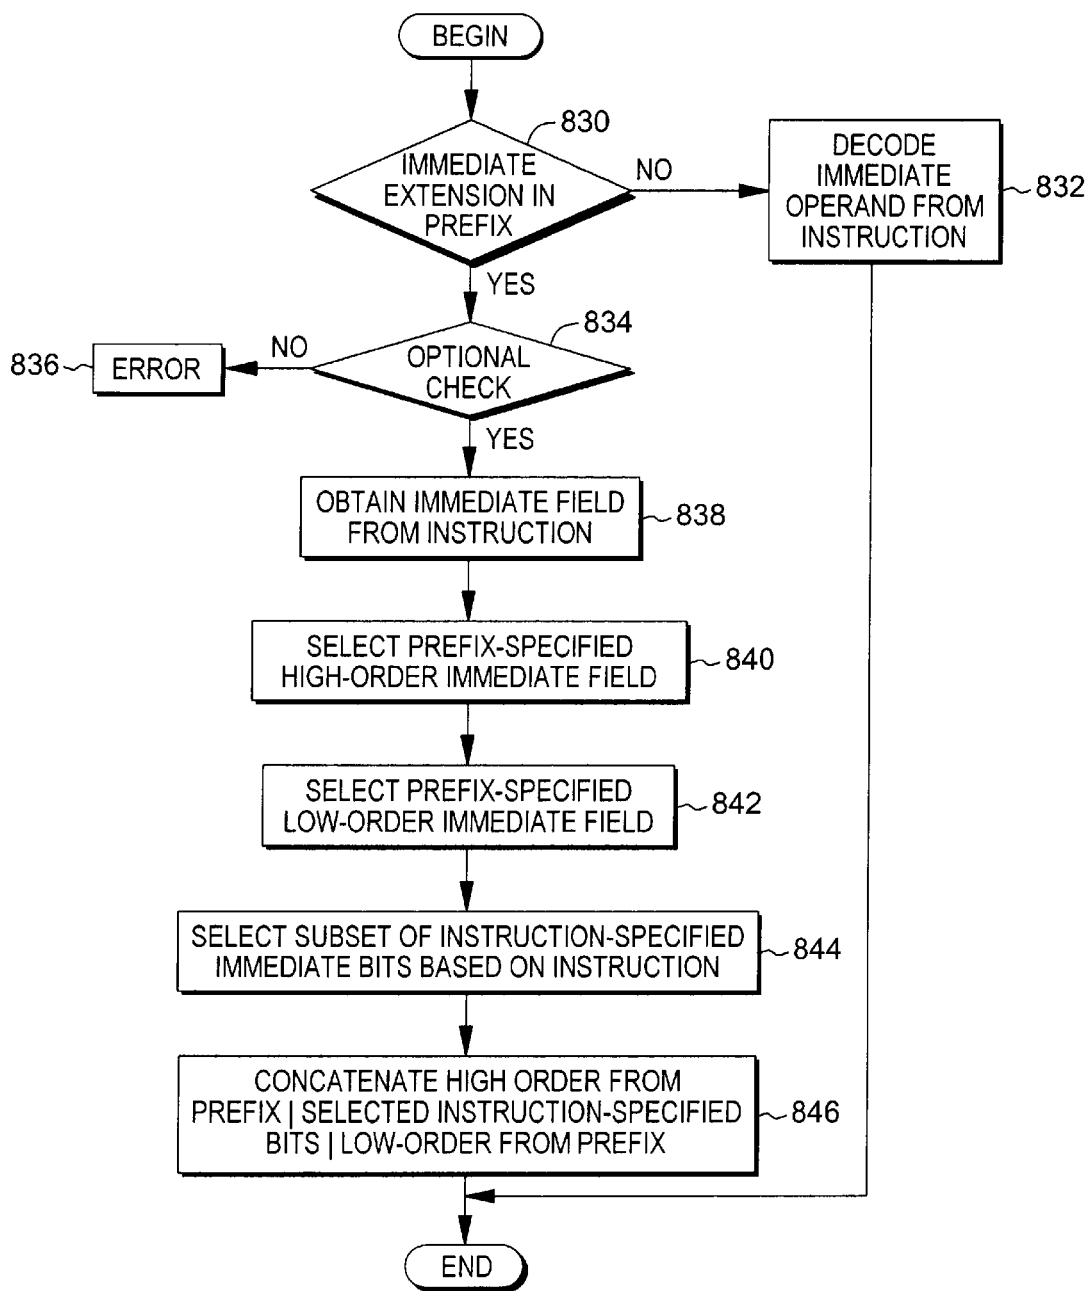 BEGIN
830
IMMEDIATE
EXTENSION IN
PREFIX
NO
DECODE
IMMEDIATE
OPERAND FROM
INSTRUCTION
832
YES
834
OPTIONAL
CHECK
NO
836
ERROR
YES
OBTAIN IMMEDIATE FIELD
FROM INSTRUCTION
838
SELECT PREFIX-SPECIFIED
HIGH-ORDER IMMEDIATE FIELD
840
SELECT PREFIX-SPECIFIED
LOW-ORDER IMMEDIATE FIELD
842
SELECT SUBSET OF INSTRUCTION-SPECIFIED
IMMEDIATE BITS BASED ON INSTRUCTION
844
CONCATENATE HIGH ORDER FROM
PREFIX | SELECTED INSTRUCTION-SPECIFIED
BITS | LOW-ORDER FROM PREFIX
846
END